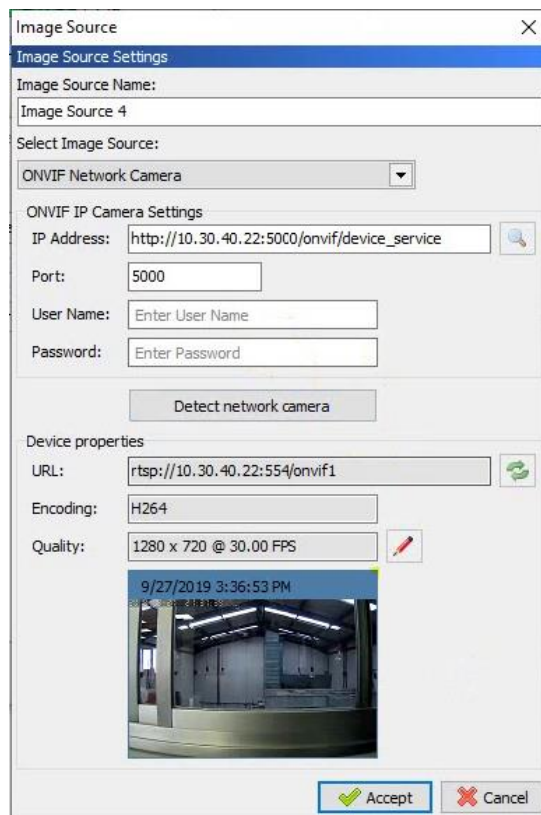 Image Source
Image Source Settings
Image Source Name:
Image Source 4
Select Image Source:
ONVIF Network Camera
ONVIF IP Camera Settings
IP Address: http://10.30.40.22:5000/onvif/device_service
Port: 5000
User Name: Enter User Name
Password: Enter Password
Detect network camera
Device properties
URL: rtsp://10.30.40.22:554/onvif1
Encoding: H264
Quality: 1280 x 720 @ 30.00 FPS
9/27/2019 3:36:53 PM
Accept Cancel